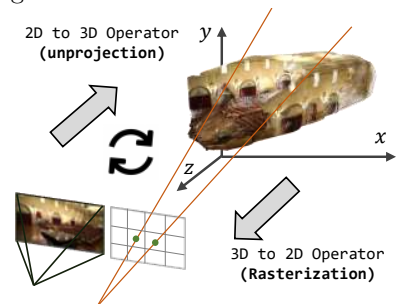 2D to 3D Operator
(unprojection)
y
x
z
3D to 2D Operator
(Rasterization)